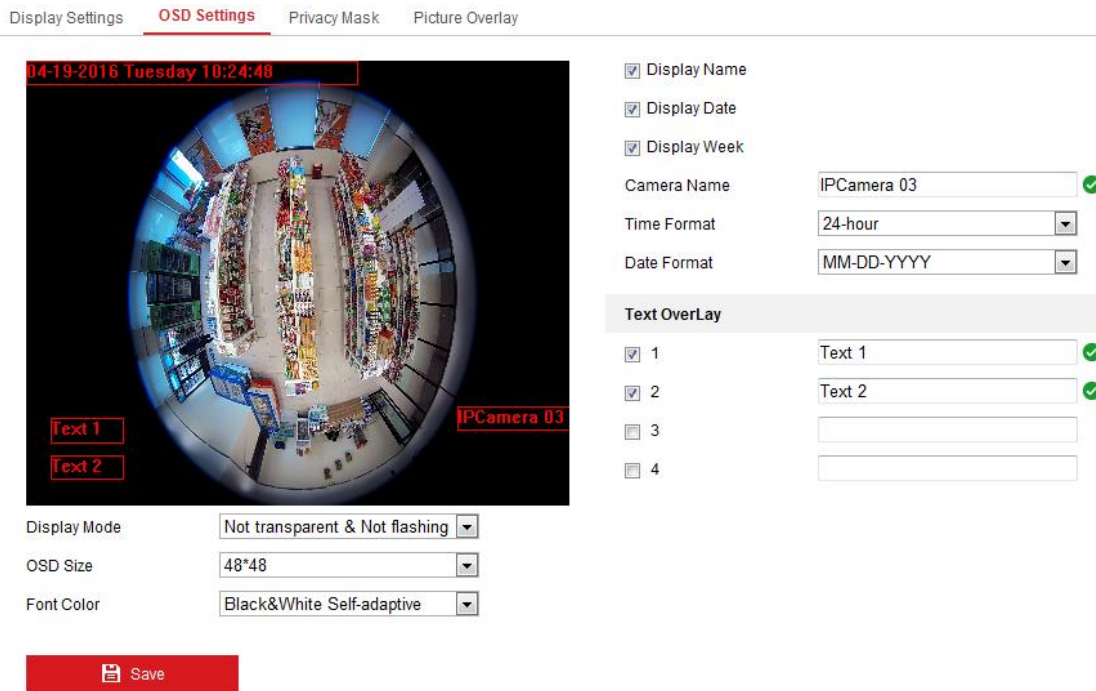 Display Settings OSD Settings Privacy Mask Picture Overlay
04-19-2016 Tuesday 10:24:48
Text 1
Text 2
IPCamera 03
Display Mode Not transparent & Not flashing
OSD Size 48*48
Font Color Black&White Self-adaptive
Save
Display Name
Display Date
Display Week
Camera Name IPCamera 03
Time Format 24-hour
Date Format MM-DD-YYYY
Text OverLay
1 Text 1
2 Text 2
3
4